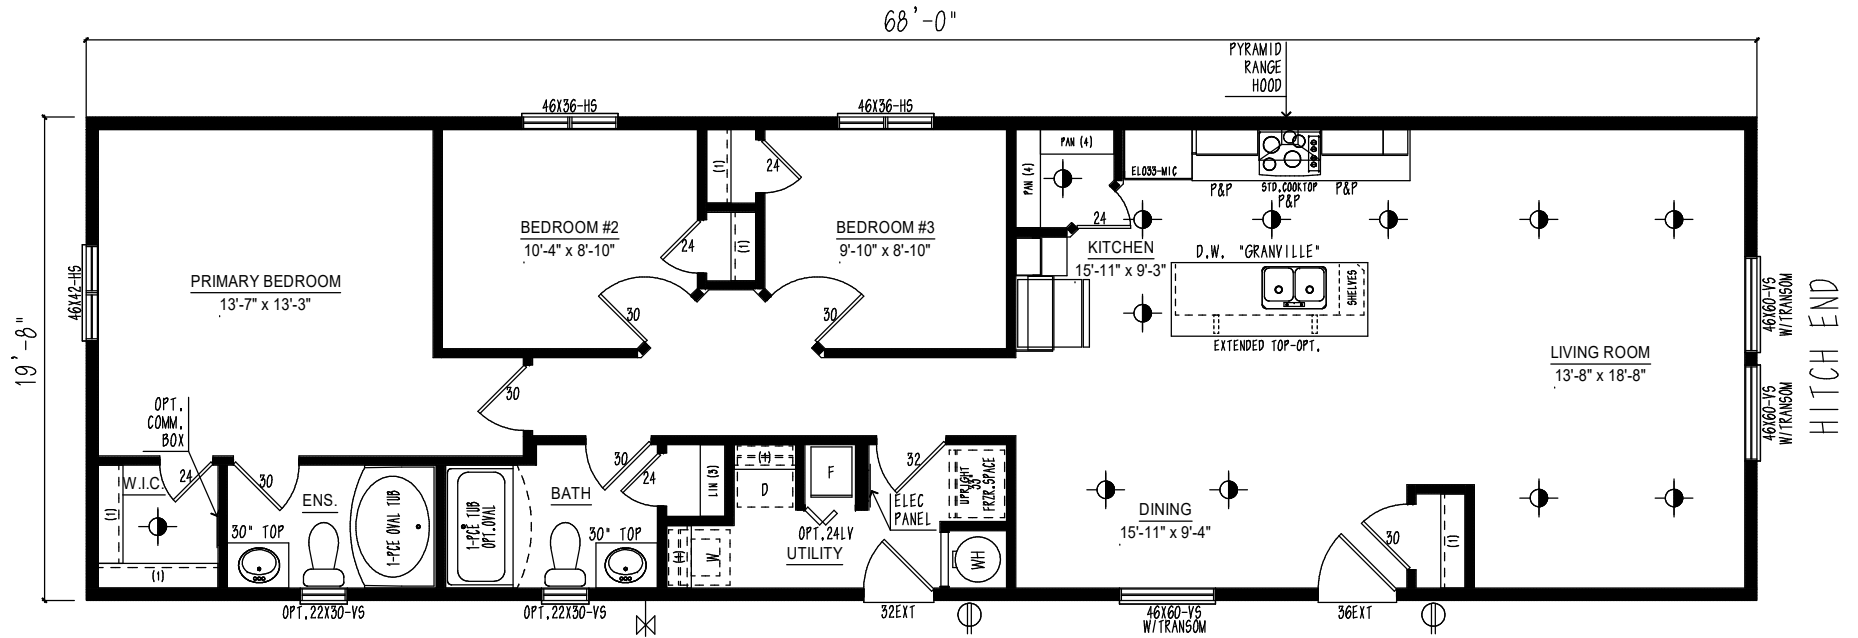 68'-0"
PYRAMID
RANGE
HOOD
46X36-HS
46X36-HS
(1)
24
PAN (4)
PAN (4)
EL033-MIC
P&P
STD.COOKTOP
P&P
P&P
24
BEDROOM #2
10'-4" x 8'-10"
24
(1)
BEDROOM #3
9'-10" x 8'-10"
KITCHEN
15'-11" x 9'-3"
D.W. "GRANVILLE"
SHELVES
EXTENDED TOP-OPT.
46X42-HS
PRIMARY BEDROOM
13'-7" x 13'-3"
30
30
19'-8"
LIVING ROOM
13'-8" x 18'-8"
46X60-VS
W/TRANSOM
46X60-VS
W/TRANSOM
HITCH END
30
OPT.
COMM.
BOX
24
W.I.C.
(1)
(1)
30
ENS.
30" TOP
1-PCE OVAL TUB
1-PCE TUB
OPT.OVAL
BATH
30
24
LIN (3)
30" TOP
(1)
D
F
(1)
W
OPT.24LV
UTILITY
32
ELEC
PANEL
UPRIGHT
33"
FRZR.SPACE
WH
DINING
15'-11" x 9'-4"
30
(1)
OPT.22X30-VS
OPT.22X30-VS
32EXT
46X60-VS
W/TRANSOM
36EXT